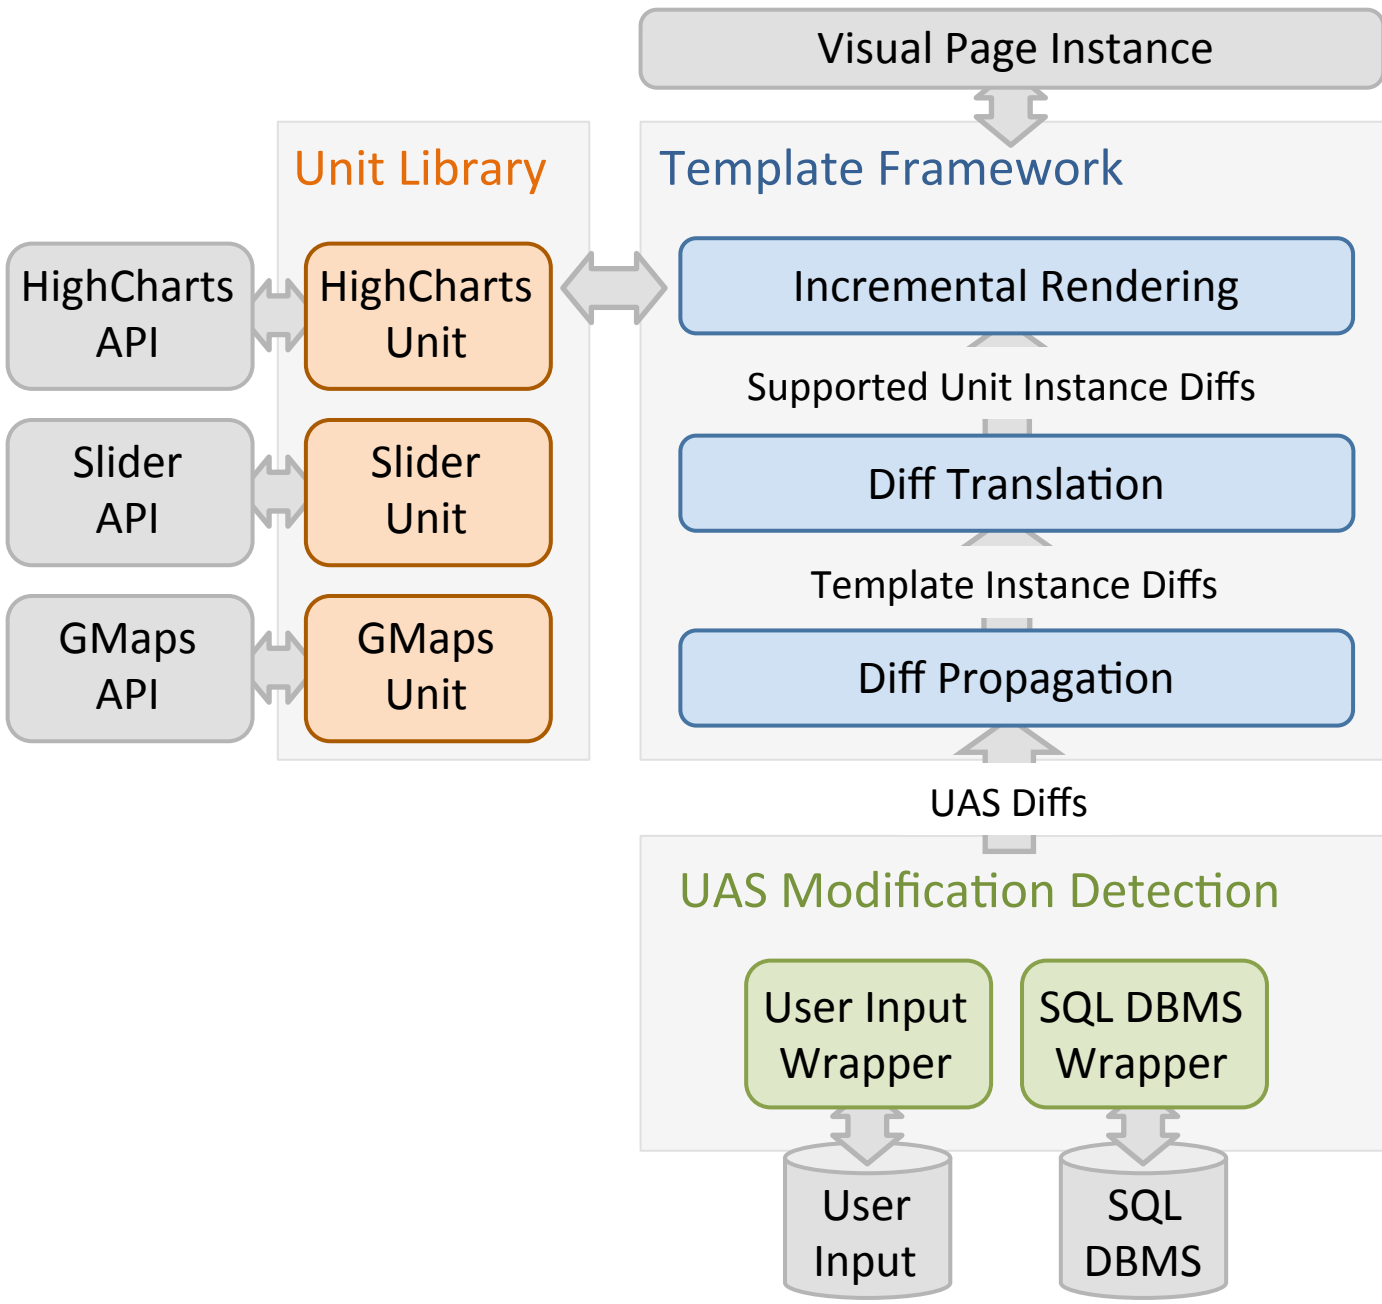 Visual Page Instance
Unit Library
Template Framework
HighCharts
API
HighCharts
Unit
Incremental Rendering
Supported Unit Instance Diffs
Slider
API
Slider
Unit
Diff Translation
Template Instance Diffs
GMaps
API
GMaps
Unit
Diff Propagation
UAS Diffs
UAS Modification Detection
User Input
Wrapper
SQL DBMS
Wrapper
User
Input
SQL
DBMS